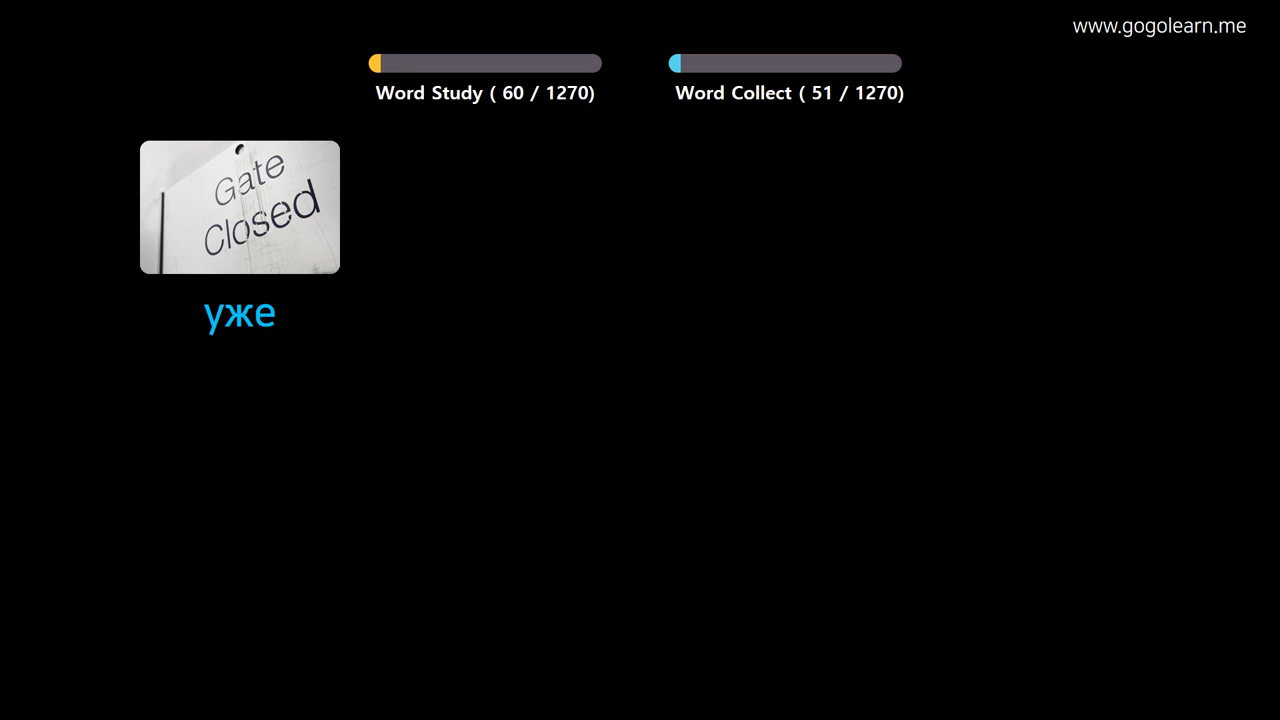 www.gogolearn.me
Word Study ( 60 / 1270)
Word Collect ( 51 / 1270)
Gate
Closed
уже